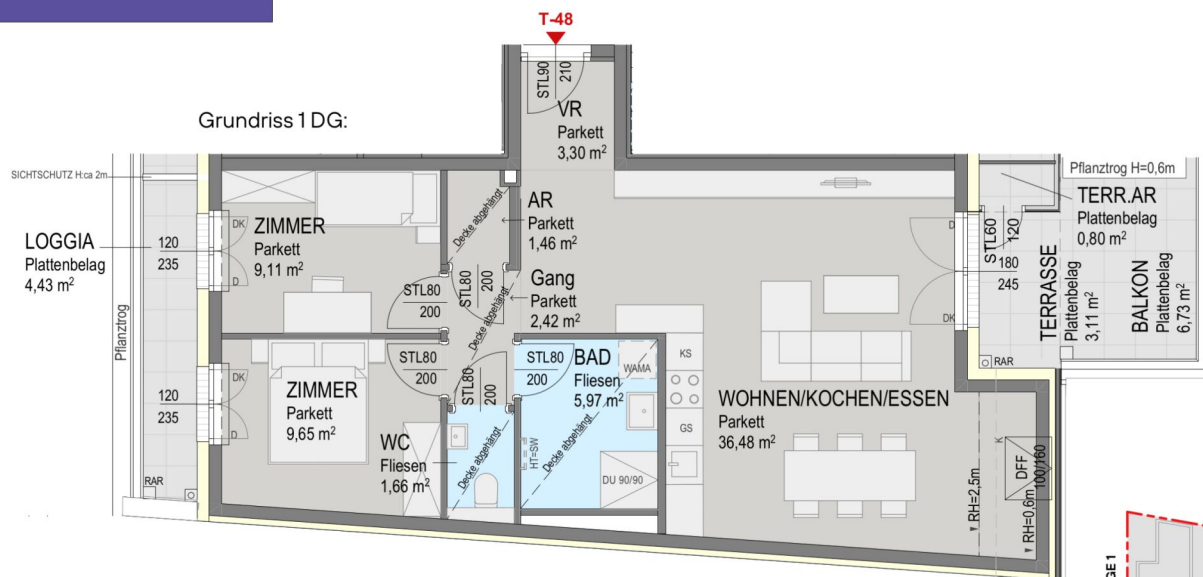 T-48
Grundriss 1 DG:
STL90
210
VR
Parkett
3,30 m²
SICHTSCHUTZ H:ca 2m
Pflanztrog H=0,6m
LOGGIA
Plattenbelag
4,43 m²
120
235
DK
D
ZIMMER
Parkett
9,11 m²
STL80
200
Decke abgehängt
AR
Parkett
1,46 m²
STL80
200
Gang
Parkett
2,42 m²
Decke abgehängt
D
DK
180
245
STL60
120
TERR.AR
Plattenbelag
0,80 m²
TERRASSE
Plattenbelag
3,11 m²
BALKON
Plattenbelag
6,73 m²
RAR
Pflanztrog
120
235
DK
D
ZIMMER
Parkett
9,65 m²
STL80
200
STL80
200
STL80
200
BAD
Fliesen
5,97 m²
WAMA
Decke abgehängt
HT=SW
DU 90/90
WC
Fliesen
1,66 m²
Decke abgehängt
KS
GS
WOHNEN/KOCHEN/ESSEN
Parkett
36,48 m²
RH=2,5m
RH=0,6m
K
DFF
100/160
RAR
GE 1